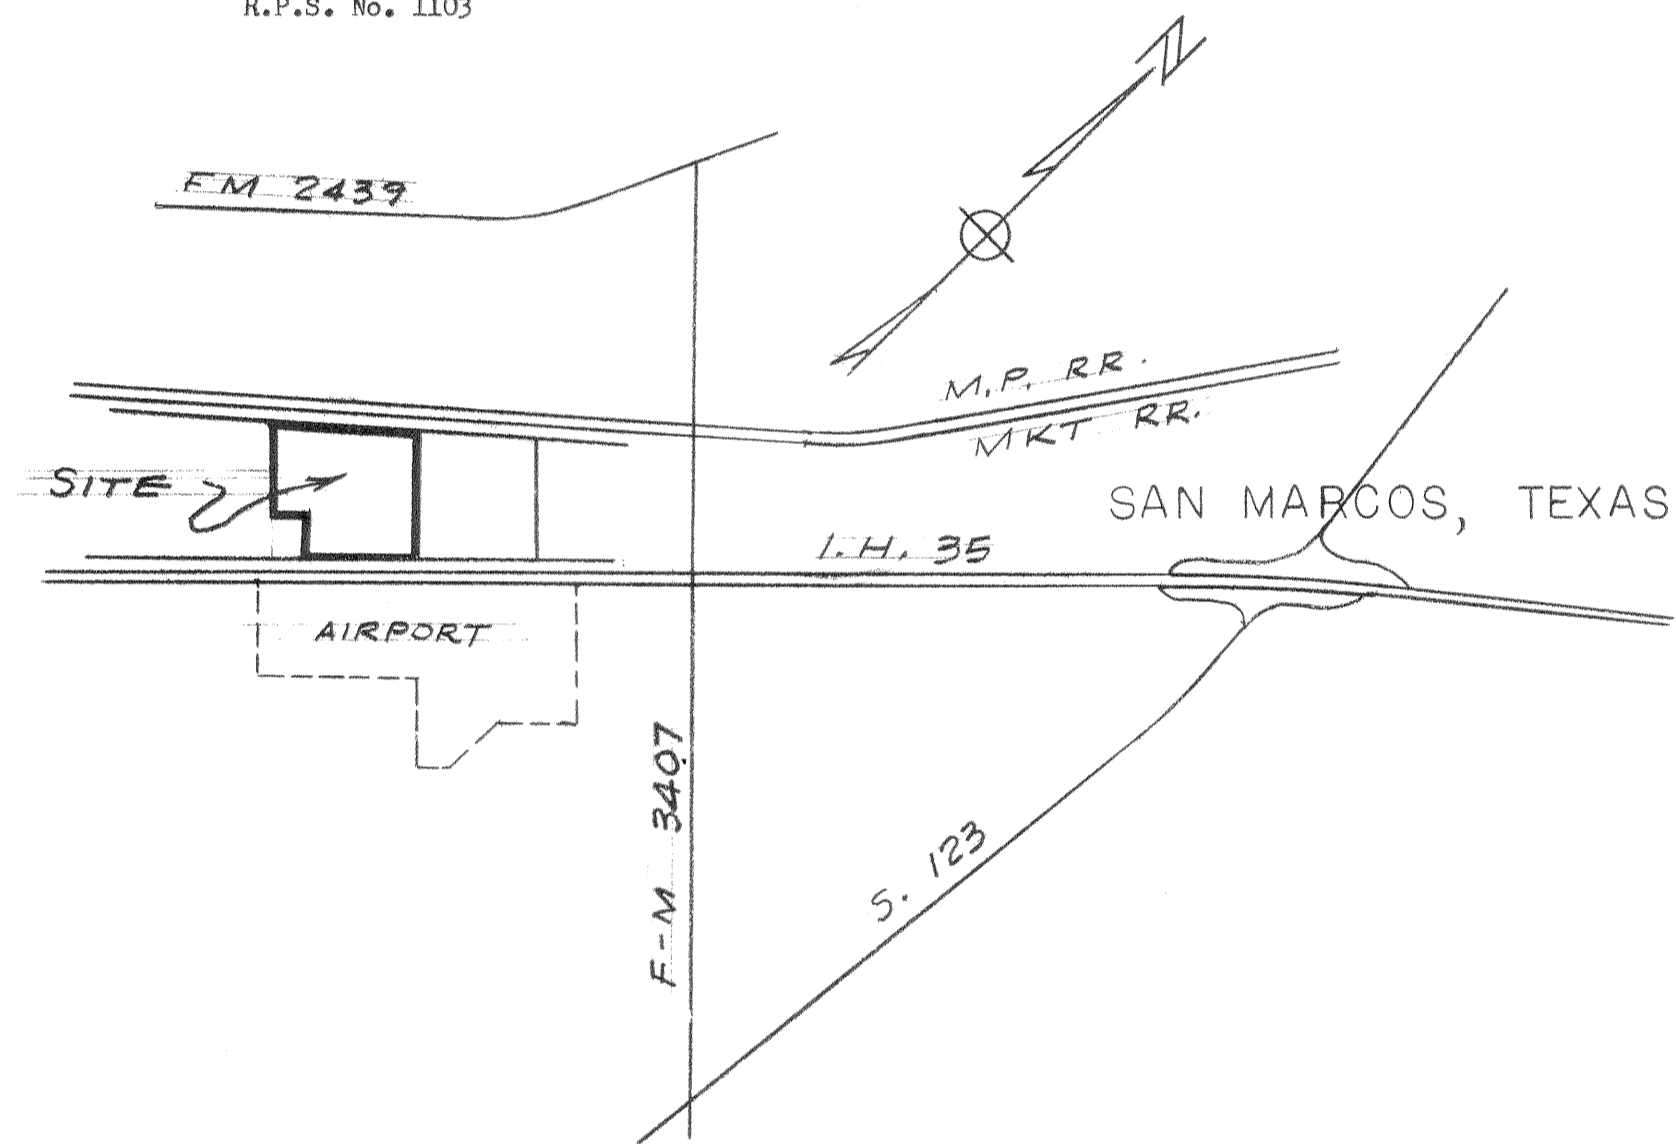 R.P.S. No. 1103
N
FM 2439
M.P. RR.
MKT RR.
SITE
SAN MARCOS, TEXAS
I.H. 35
AIRPORT
F-M 3407
S. 123